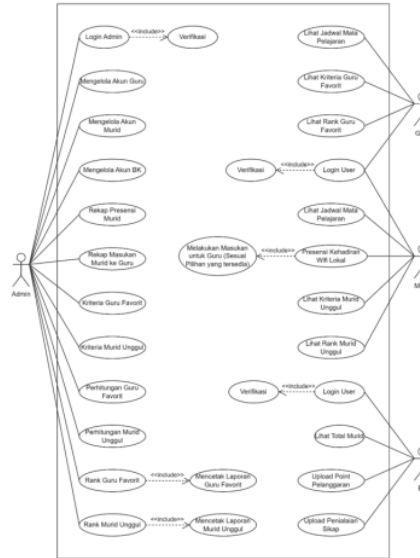 Login Admin
<<include>>
Verifikasi
Mengelola Akun Guru
Mengelola Akun
Murid
Mengelola Akun BK
Rekap Presensi
Murid
Rekap Masukan
Murid ke Guru
Kriteria Guru Favorit
Kriteria Murid Unggul
Perhitungan Guru
Favorit
Perhitungan Murid
Unggul
Rank Guru Favorit
<<include>>
Mencetak Laporan
Guru Favorit
Rank Murid Unggul
<<include>>
Mencetak Laporan
Murid Unggul
Admin
Lihat Jadwal Mata
Pelajaran
Lihat Kriteria Guru
Favorit
Lihat Rank Guru
Favorit
Verifikasi
<<include>>
Login User
Lihat Jadwal Mata
Pelajaran
Melakukan Masukan
untuk Guru (Sesuai
Pilihan yang tersedia)
<<include>>
Presensi Kehadiran
Wifi Lokal
Lihat Kriteria Murid
Unggul
Lihat Rank Murid
Unggul
Verifikasi
<<include>>
Login User
Lihat Total Murid
Upload Point
Pelanggaran
Upload Penialaian
Sikap
G
M